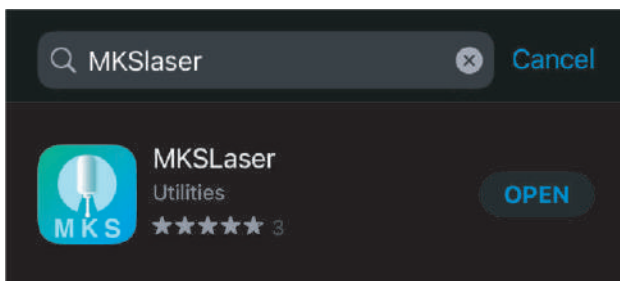 MKSlaser
Cancel
MKSLaser
Utilities
OPEN
★★★★★ 3
MKS